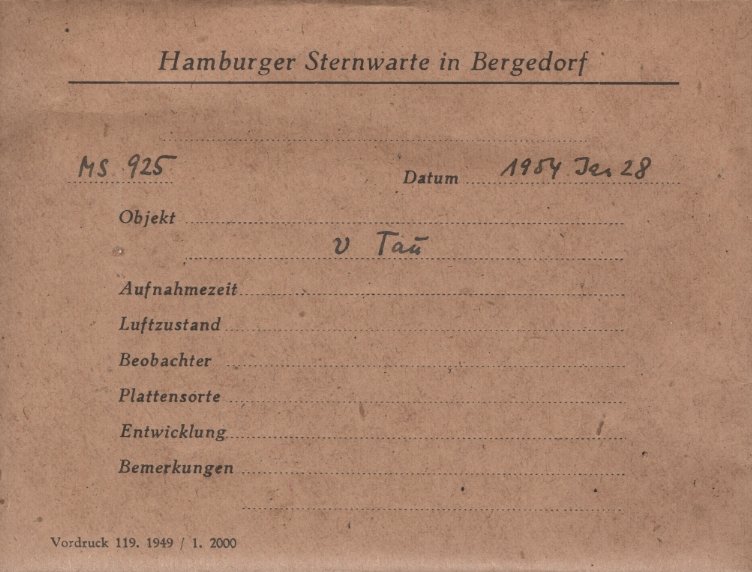 Hamburger Sternwarte in Bergedorf
MS 925 Datum 1954 Jan 28
Objekt
υ Tau
Aufnahmezeit
Luftzustand
Beobachter
Plattensorte
Entwicklung
Bemerkungen
Vordruck 119. 1949 / 1. 2000